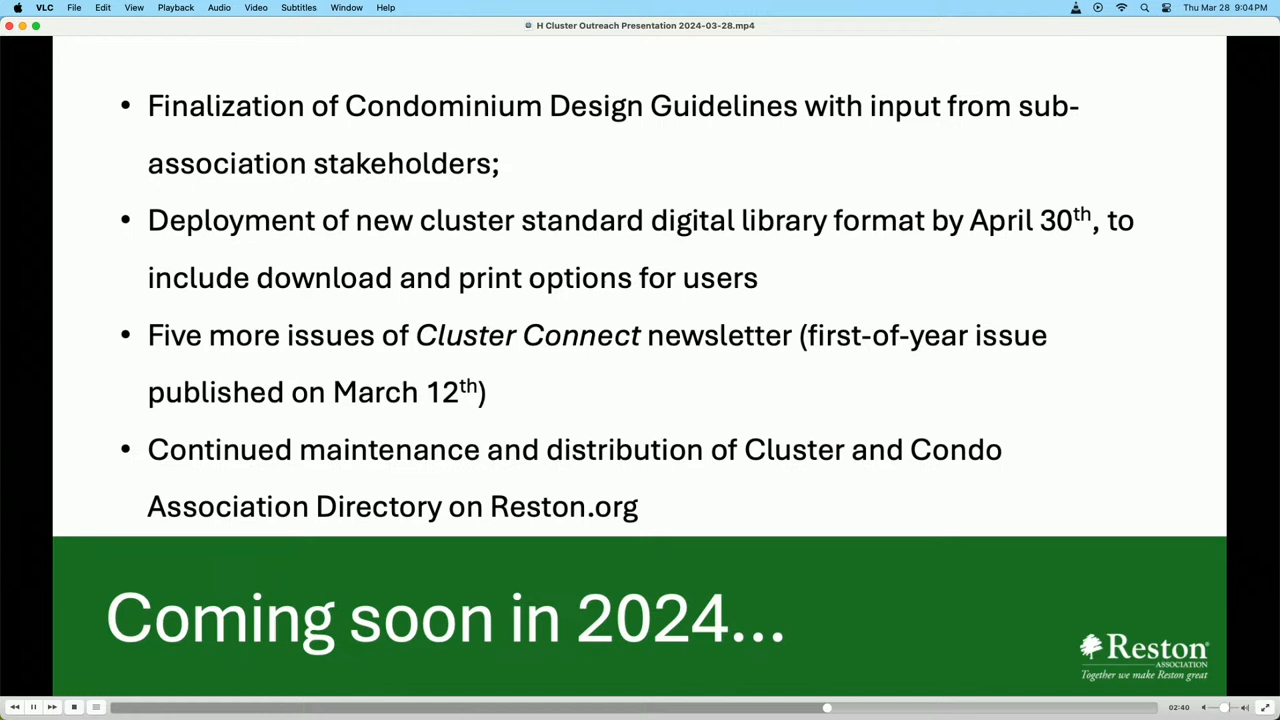 VLC File Edit View Playback Audio Video Subtitles Window Help Thu Mar 28 9:04 PM
H Cluster Outreach Presentation 2024-03-28.mp4
• Finalization of Condominium Design Guidelines with input from sub-
association stakeholders;
• Deployment of new cluster standard digital library format by April 30th, to
include download and print options for users
• Five more issues of Cluster Connect newsletter (first-of-year issue
published on March 12th)
• Continued maintenance and distribution of Cluster and Condo
Association Directory on Reston.org
Coming soon in 2024...
Reston
ASSOCIATION
Together we make Reston great
02:40